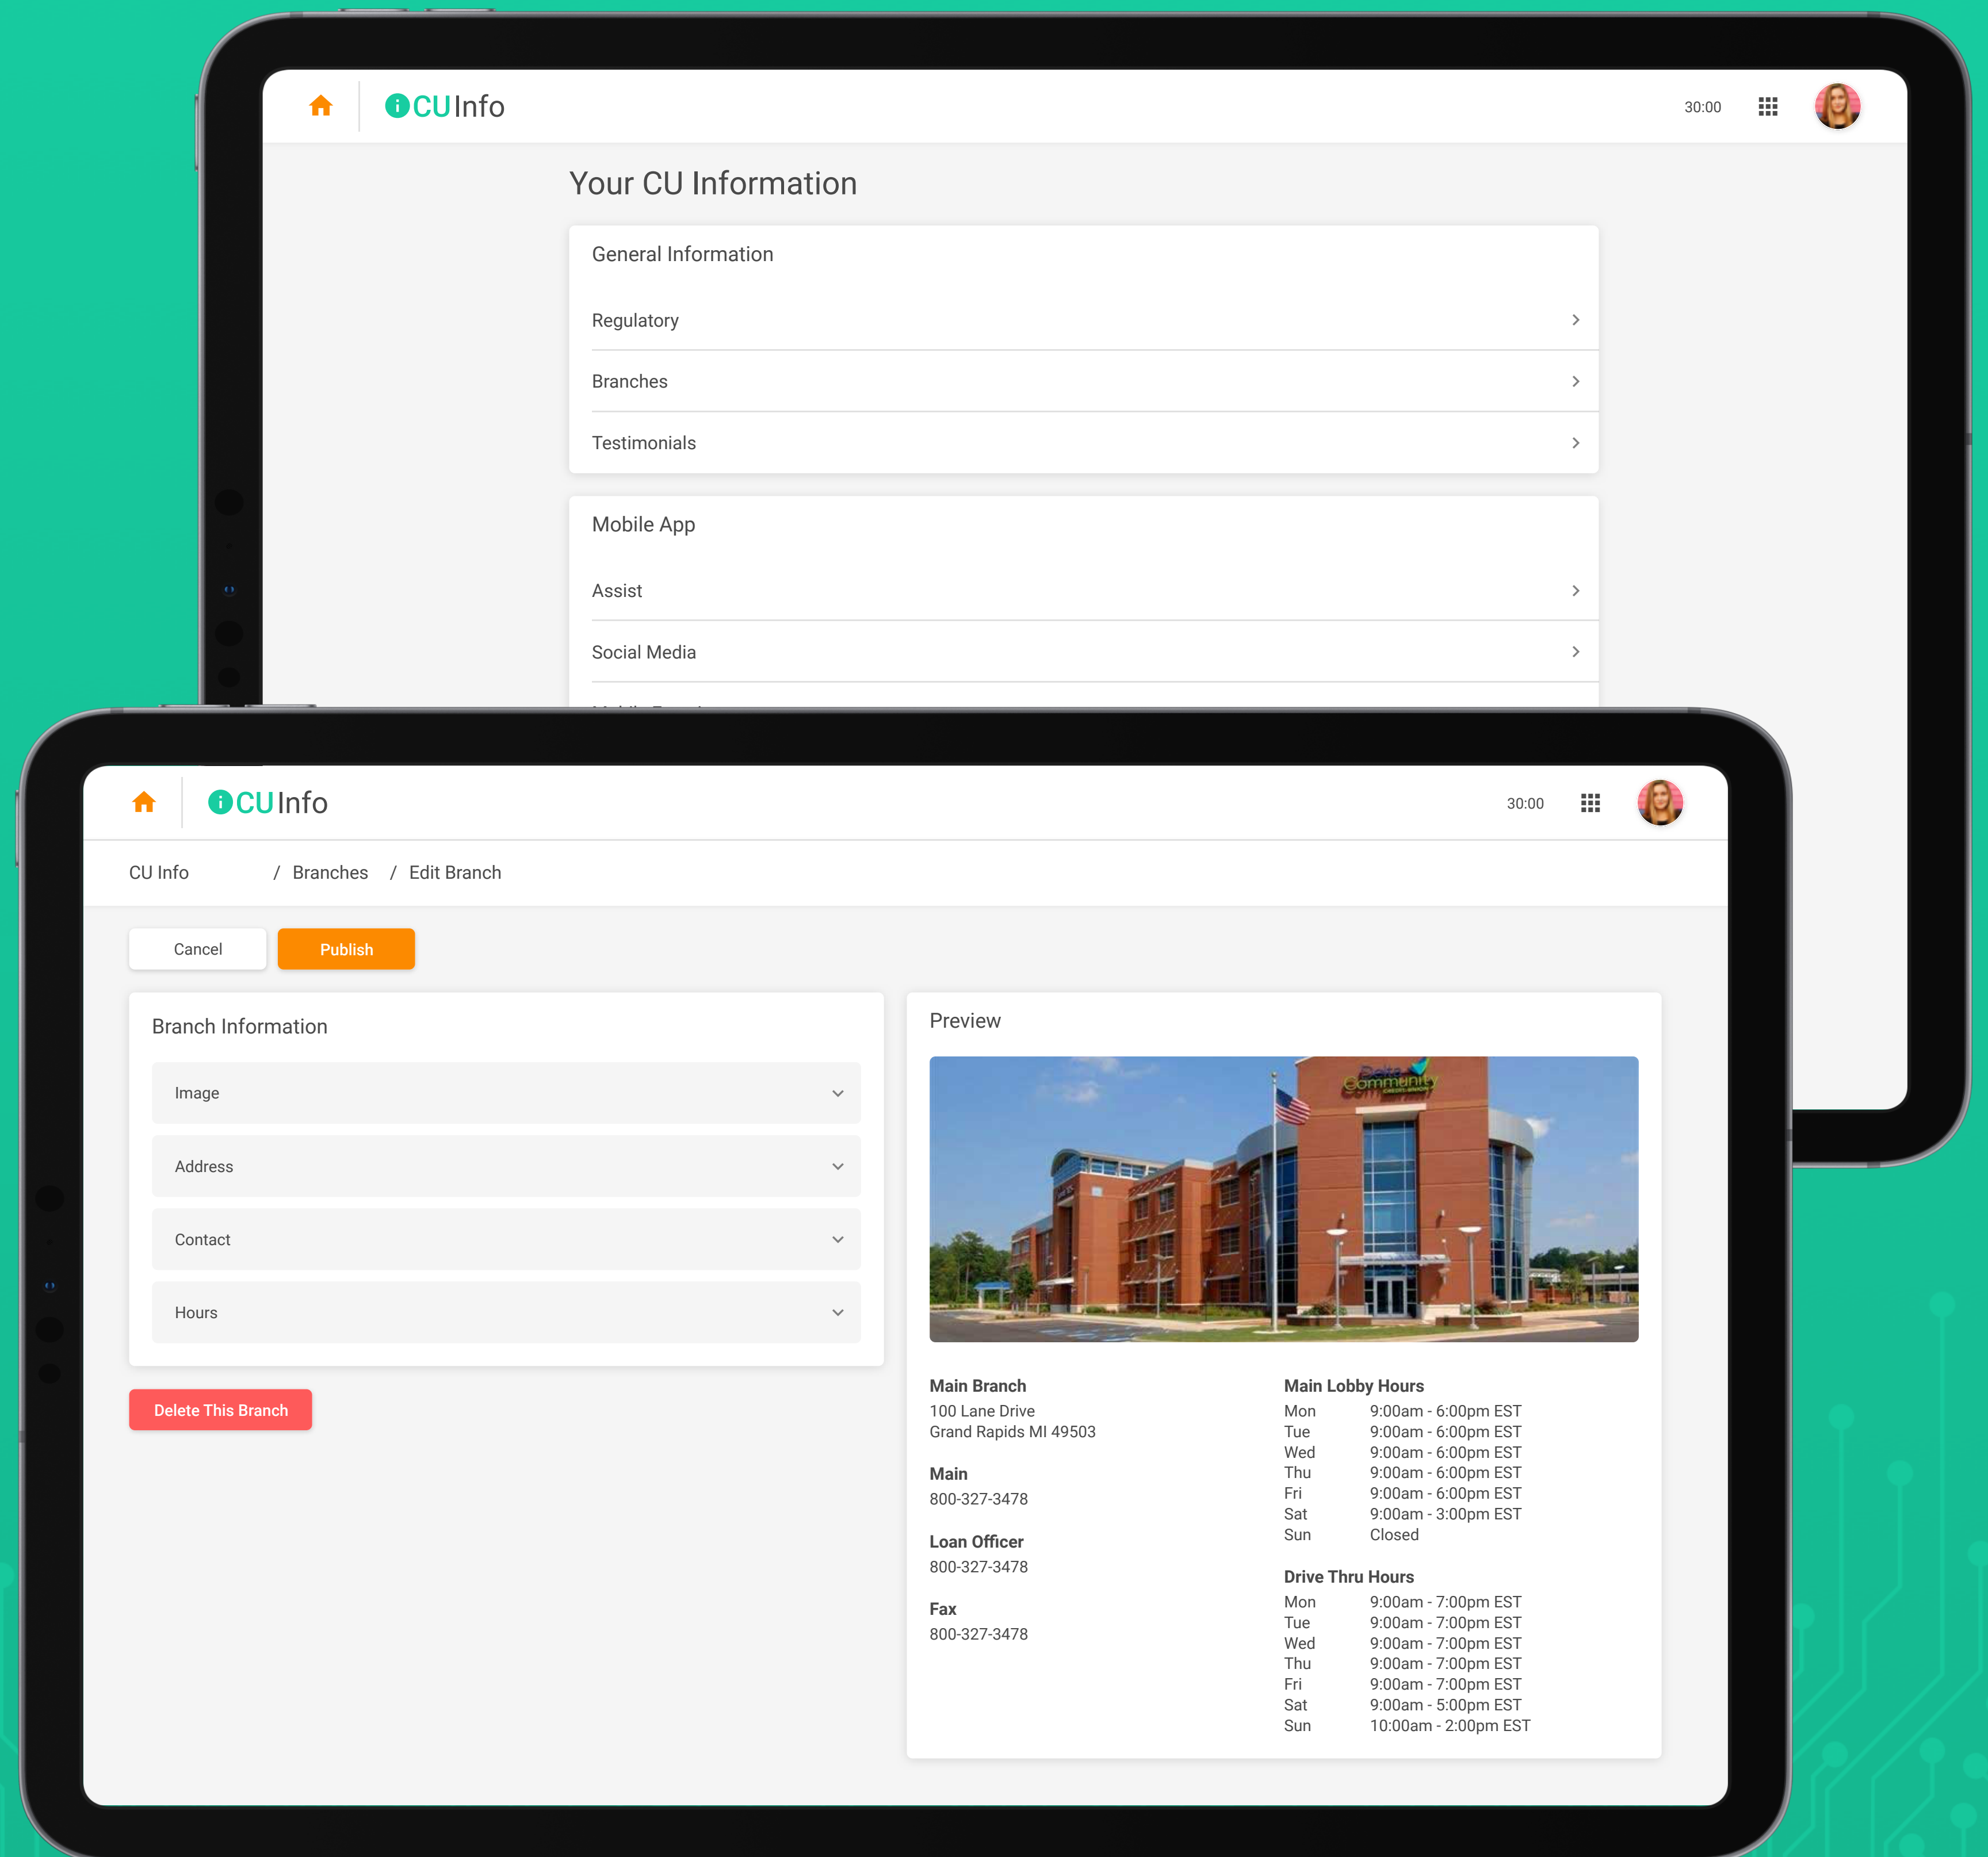 CUInfo
30:00
Your CU Information
General Information
Regulatory
Branches
Testimonials
Mobile App
Assist
Social Media
CUInfo
30:00
CU Info / Branches / Edit Branch
Cancel
Publish
Branch Information
Image
Address
Contact
Hours
Delete This Branch
Preview
Delta
Community
CREDIT UNION
Main Branch
100 Lane Drive
Grand Rapids MI 49503
Main
800-327-3478
Loan Officer
800-327-3478
Fax
800-327-3478
Main Lobby Hours
Mon 9:00am - 6:00pm EST
Tue 9:00am - 6:00pm EST
Wed 9:00am - 6:00pm EST
Thu 9:00am - 6:00pm EST
Fri 9:00am - 6:00pm EST
Sat 9:00am - 3:00pm EST
Sun Closed
Drive Thru Hours
Mon 9:00am - 7:00pm EST
Tue 9:00am - 7:00pm EST
Wed 9:00am - 7:00pm EST
Thu 9:00am - 7:00pm EST
Fri 9:00am - 7:00pm EST
Sat 9:00am - 5:00pm EST
Sun 10:00am - 2:00pm EST